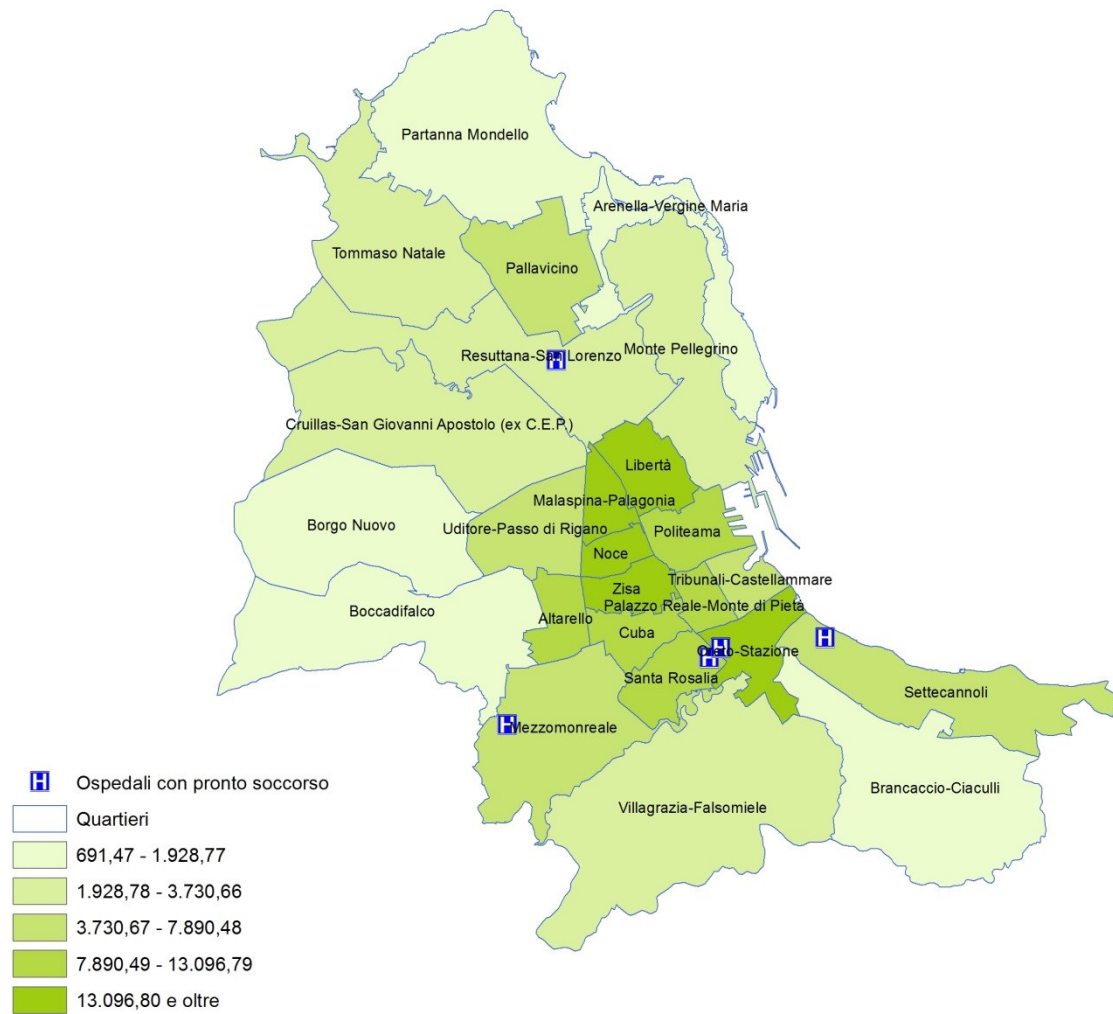 Partanna Mondello
Arenella-Vergine Maria
Tommaso Natale
Pallavicino
Resuttana-San Lorenzo
Monte Pellegrino
Cruillas-San Giovanni Apostolo (ex C.E.P.)
Libertà
Malaspina-Palagonia
Borgo Nuovo
Uditore-Passo di Rigano
Politeama
Noce
Tribunali-Castellammare
Zisa
Boccadifalco
Palazzo Reale-Monte di Pietà
Altarello
Cuba
Oreto-Stazione
Santa Rosalia
Settecannoli
Mezzomonreale
Brancaccio-Ciaculli
Villagrazia-Falsomiele
H Ospedali con pronto soccorso
Quartieri
691,47 - 1.928,77
1.928,78 - 3.730,66
3.730,67 - 7.890,48
7.890,49 - 13.096,79
13.096,80 e oltre
H
H
H
H
H